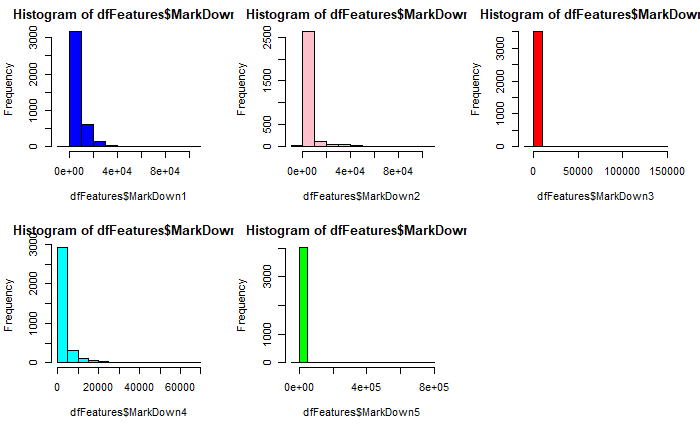 Histogram of dfFeatures$MarkDown
Frequency
0 1000 3000
0e+00 4e+04 8e+04
dfFeatures$MarkDown1
Histogram of dfFeatures$MarkDown
Frequency
0 500 1500 2500
0e+00 4e+04 8e+04
dfFeatures$MarkDown2
Histogram of dfFeatures$MarkDown
Frequency
0 1000 2000 3000
0 50000 100000 150000
dfFeatures$MarkDown3
Histogram of dfFeatures$MarkDown
Frequency
0 1000 2000 3000
0 20000 40000 60000
dfFeatures$MarkDown4
Histogram of dfFeatures$MarkDown
Frequency
0 1000 3000
0e+00 4e+05 8e+05
dfFeatures$MarkDown5